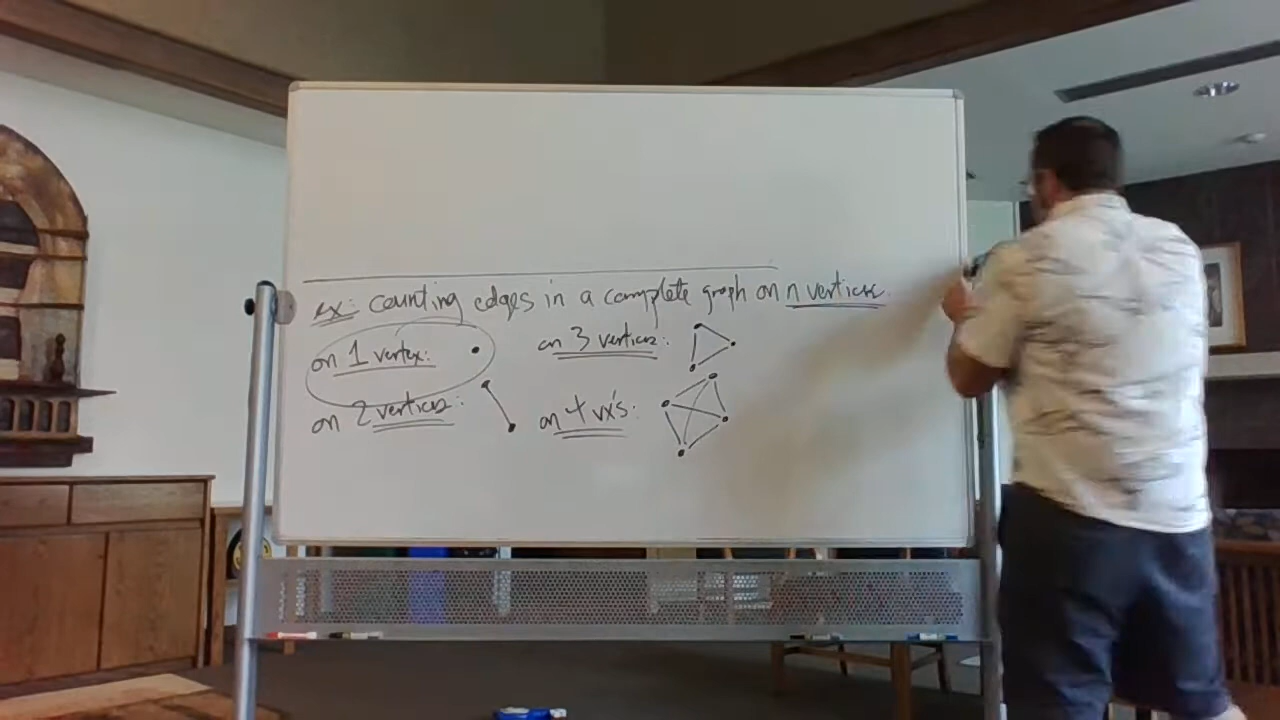 ex: counting edges in a complete graph on n vertices.
on 1 vertex:
on 2 vertices:
on 3 vertices:
on 4 vx's: